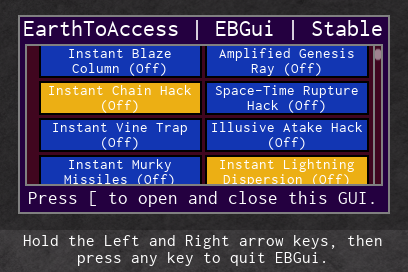 EarthToAccess | EBGui | Stable
Instant Blaze
Column (Off)
Amplified Genesis
Ray (Off)
Instant Chain Hack
(Off)
Space-Time Rupture
Hack (Off)
Instant Vine Trap
(Off)
Illusive Atake Hack
(Off)
Instant Murky
Missiles (Off)
Instant Lightning
Dispersion (Off)
Press [ to open and close this GUI.
Hold the Left and Right arrow keys, then
press any key to quit EBGui.